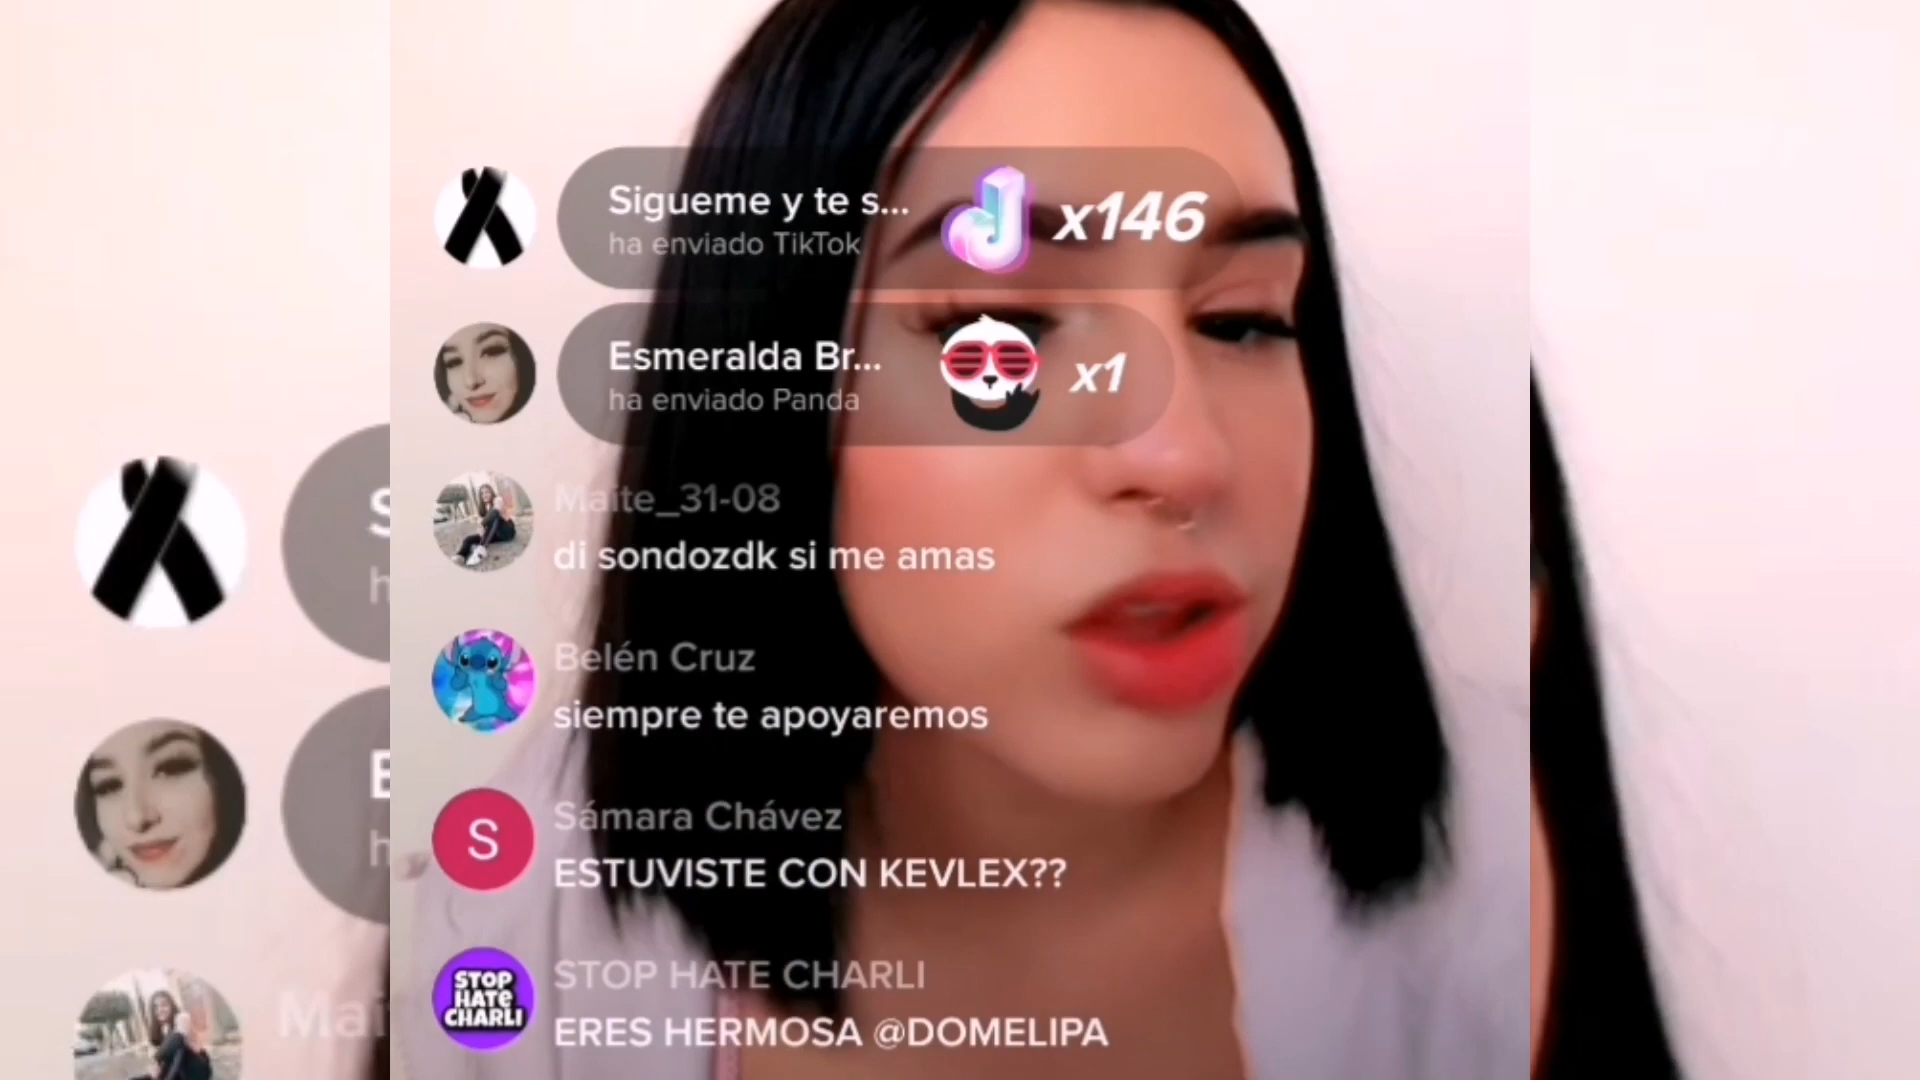 Sigueme y te s...
ha enviado TikTok
x146
Esmeralda Br...
ha enviado Panda
x1
Maite_31-08
di sondozdk si me amas
Belén Cruz
siempre te apoyaremos
S
Sámara Chávez
ESTUVISTE CON KEVLEX??
STOP
HATE
CHARLI
STOP HATE CHARLI
ERES HERMOSA @DOMELIPA
S
h
E
h
Mai